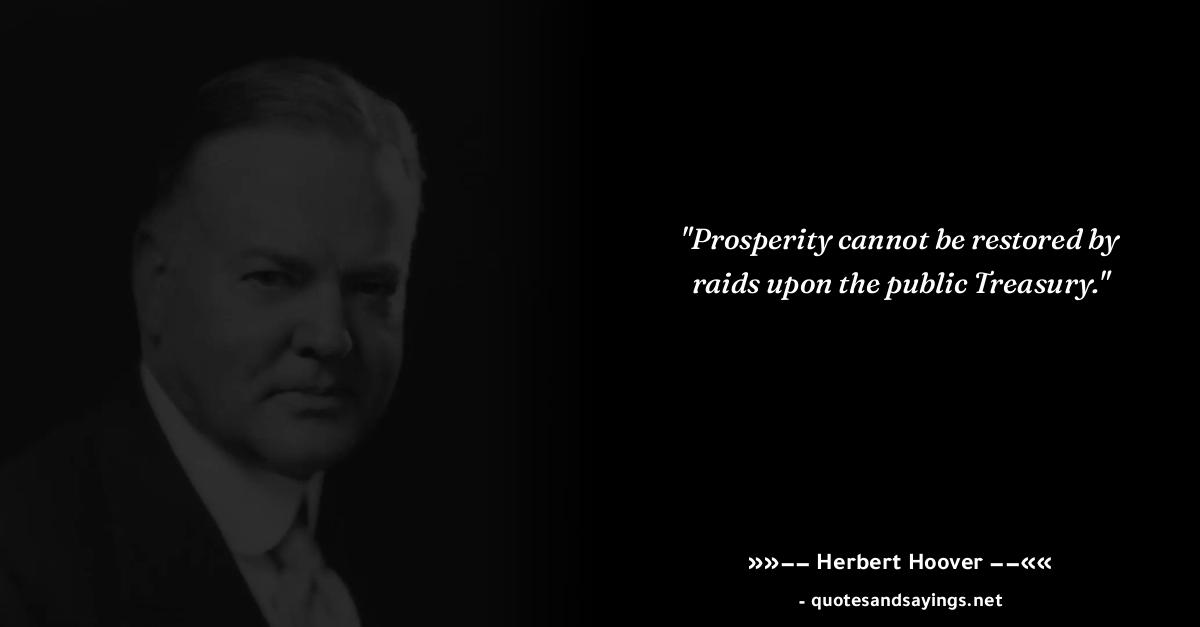 "Prosperity cannot be restored by
raids upon the public Treasury."
»»–– Herbert Hoover ––««
- quotesandsayings.net